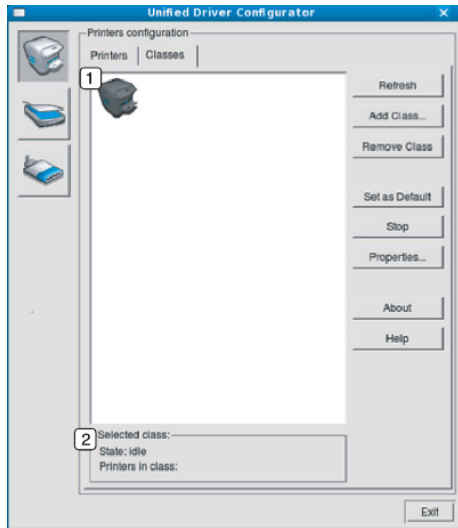 Unified Driver Configurator
Printers configuration
Printers Classes
1
Refresh
Add Class...
Remove Class
Set as Default
Stop
Properties...
About
Help
2
Selected class:
State: idle
Printers in class:
Exit